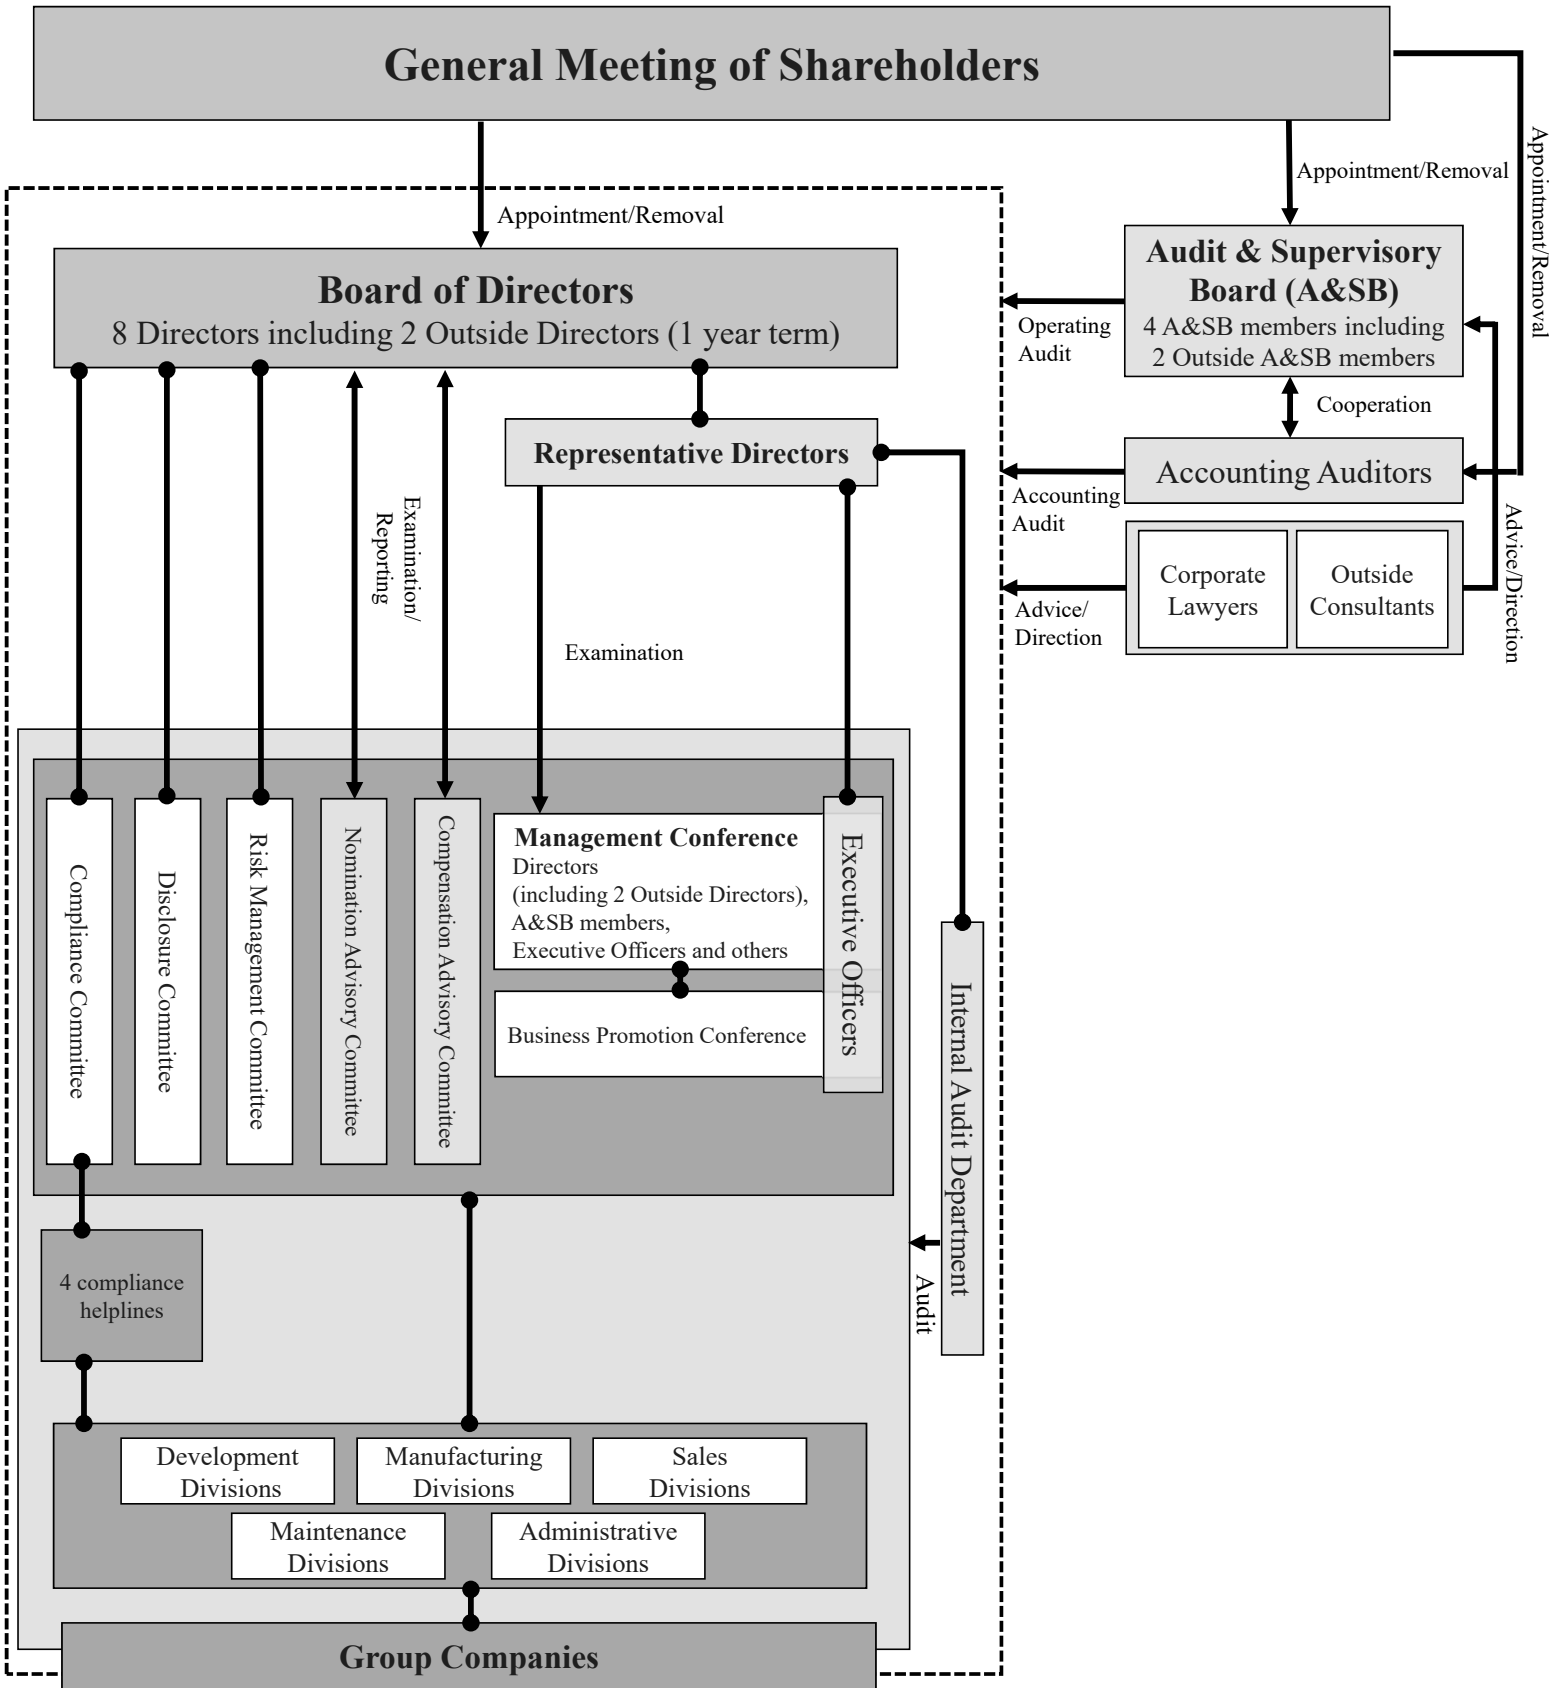 General Meeting of Shareholders
Appointment/Removal
Appointment/Removal
Appointment/Removal
Board of Directors
8 Directors including 2 Outside Directors (1 year term)
Audit & Supervisory
Board (A&SB)
4 A&SB members including
2 Outside A&SB members
Operating
Audit
Cooperation
Representative Directors
Accounting Auditors
Accounting
Audit
Examination/
Reporting
Corporate
Lawyers
Outside
Consultants
Advice/
Direction
Advice/Direction
Examination
Compliance Committee
Disclosure Committee
Risk Management Committee
Nomination Advisory Committee
Compensation Advisory Committee
Management Conference
Directors
(including 2 Outside Directors),
A&SB members,
Executive Officers and others
Executive Officers
Business Promotion Conference
Internal Audit Department
Audit
4 compliance
helplines
Development
Divisions
Manufacturing
Divisions
Sales
Divisions
Maintenance
Divisions
Administrative
Divisions
Group Companies